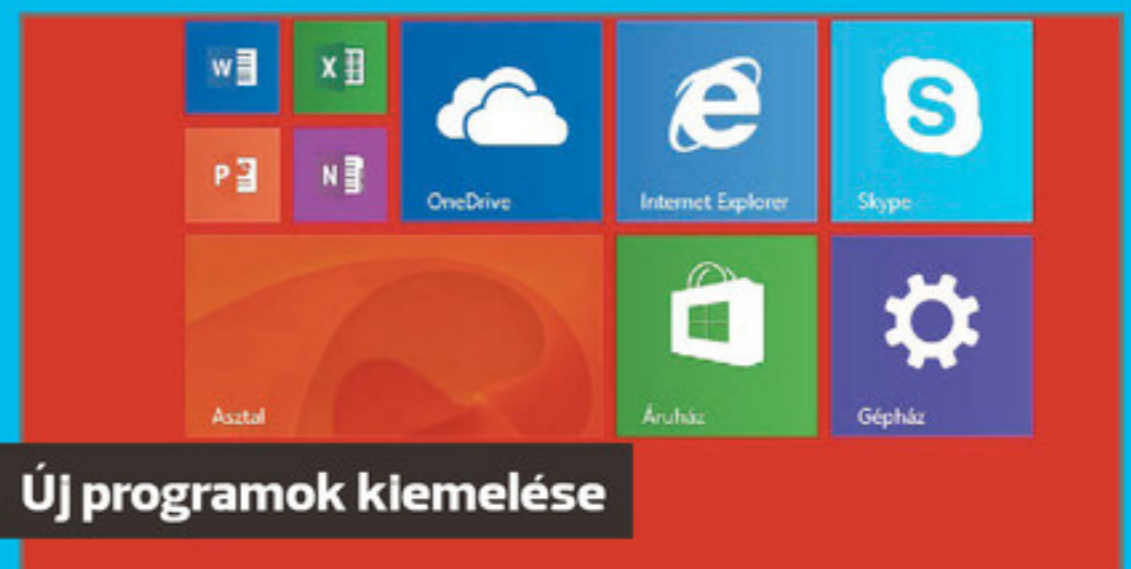 W
X
P
N
OneDrive
Internet Explorer
Skype
Asztal
Áruház
Gépház
Új programok kiemelése